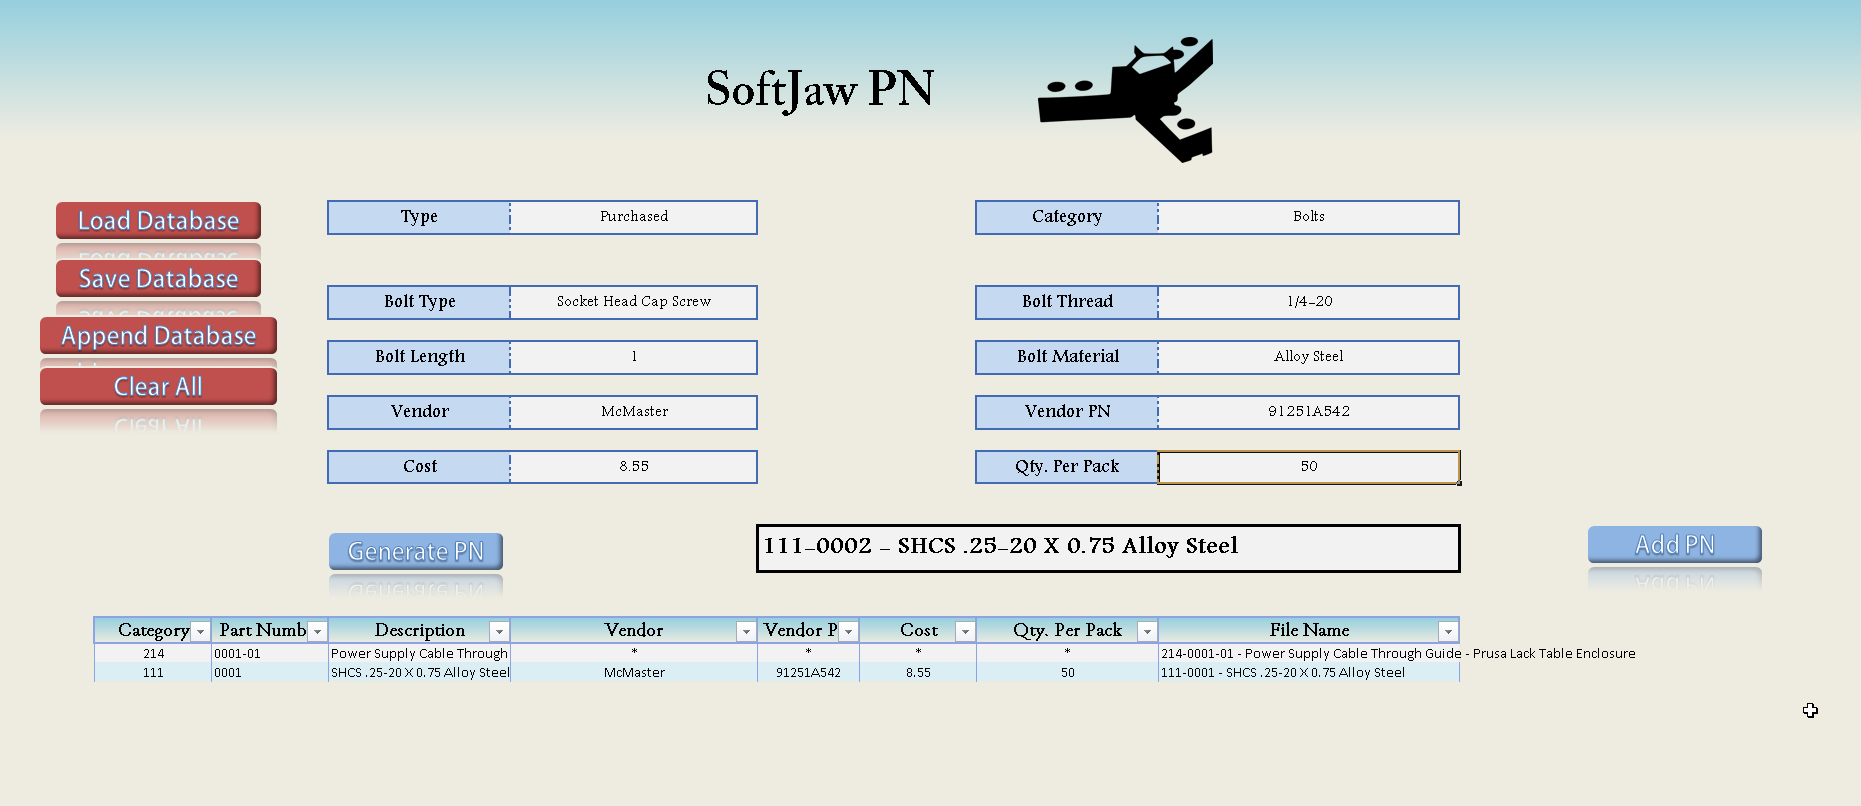 SoftJaw PN
Load Database
Type Purchased Category Bolts
Save Database
Bolt Type Socket Head Cap Screw Bolt Thread 1/4-20
Append Database
Bolt Length 1 Bolt Material Alloy Steel
Clear All
Vendor McMaster Vendor PN 91251A542
Cost 8.55 Qty. Per Pack 50
Generate PN 111-0002 - SHCS .25-20 X 0.75 Alloy Steel Add PN
Category Part Numb Description Vendor Vendor P Cost Qty. Per Pack File Name
214 0001-01 Power Supply Cable Through * * * * 214-0001-01 - Power Supply Cable Through Guide - Prusa Lack Table Enclosure
111 0001 SHCS .25-20 X 0.75 Alloy Steel McMaster 91251A542 8.55 50 111-0001 - SHCS .25-20 X 0.75 Alloy Steel